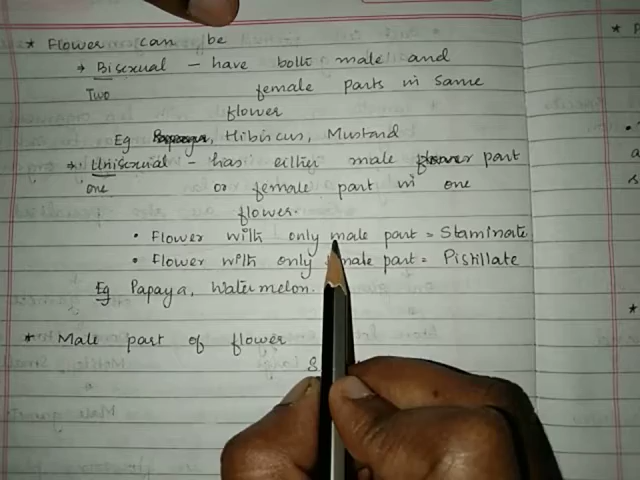 * Flower can be
→ Bisexual - have both male and
Two female parts in same
flower
Eg Hibiscus, Mustard
→ Unisexual - has either male part
one or female part in one
flower.
• Flower with only male part = Staminate
• Flower with only male part = Pistillate
Eg Papaya, Watermelon.
* Male part of flower
S